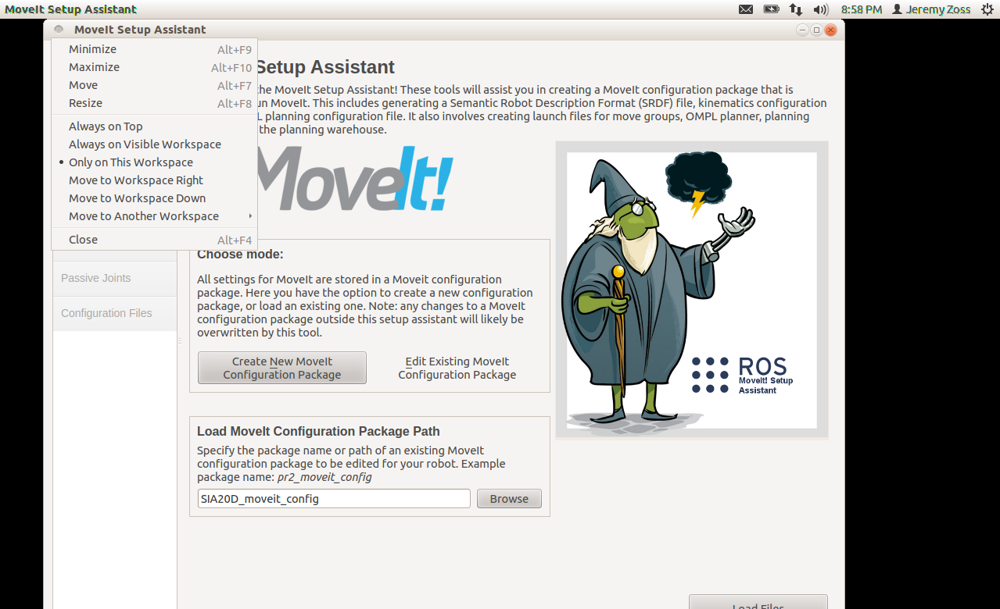 MoveIt Setup Assistant
8:58 PM Jeremy Zoss
MoveIt Setup Assistant
Minimize Alt+F9
Maximize Alt+F10
Move Alt+F7
Resize Alt+F8
Always on Top
Always on Visible Workspace
Only on This Workspace
Move to Workspace Right
Move to Workspace Down
Move to Another Workspace
Close Alt+F4
Setup Assistant
the MoveIt Setup Assistant! These tools will assist you in creating a MoveIt configuration package that is
MoveIt. This includes generating a Semantic Robot Description Format (SRDF) file, kinematics configuration
planning configuration file. It also involves creating launch files for move groups, OMPL planner, planning
the planning warehouse.
MoveIt!
Passive Joints
Configuration Files
Choose mode:
All settings for MoveIt are stored in a Moveit configuration
package. Here you have the option to create a new configuration
package, or load an existing one. Note: any changes to a MoveIt
configuration package outside this setup assistant will likely be
overwritten by this tool.
Create New MoveIt
Configuration Package
Edit Existing MoveIt
Configuration Package
ROS
MoveIt! Setup
Assistant
Load MoveIt Configuration Package Path
Specify the package name or path of an existing MoveIt
configuration package to be edited for your robot. Example
package name: pr2_moveit_config
SIA20D_moveit_config
Browse
Load Files